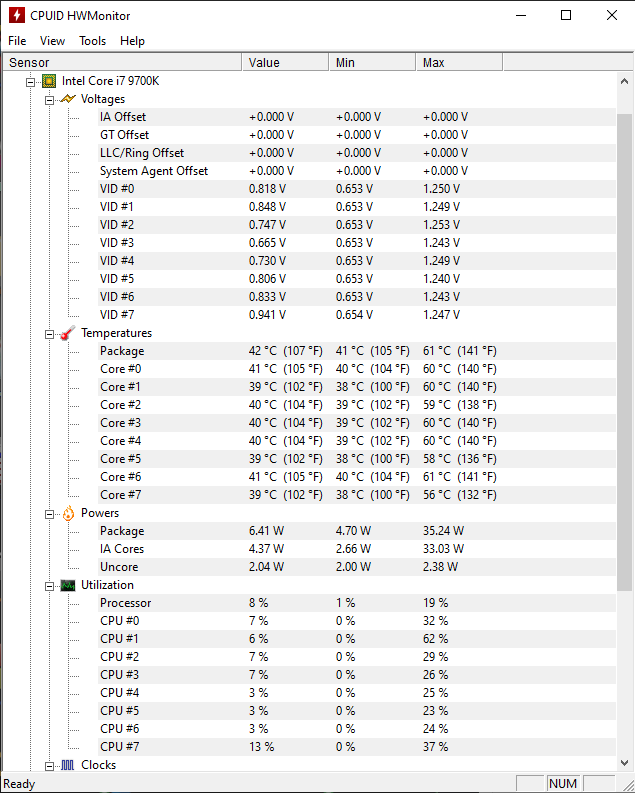 CPUID HWMonitor
File View Tools Help
Sensor Value Min Max
Intel Core i7 9700K
Voltages
IA Offset +0.000 V +0.000 V +0.000 V
GT Offset +0.000 V +0.000 V +0.000 V
LLC/Ring Offset +0.000 V +0.000 V +0.000 V
System Agent Offset +0.000 V +0.000 V +0.000 V
VID #0 0.818 V 0.653 V 1.250 V
VID #1 0.848 V 0.653 V 1.249 V
VID #2 0.747 V 0.653 V 1.253 V
VID #3 0.665 V 0.653 V 1.243 V
VID #4 0.730 V 0.653 V 1.249 V
VID #5 0.806 V 0.653 V 1.240 V
VID #6 0.833 V 0.653 V 1.243 V
VID #7 0.941 V 0.654 V 1.247 V
Temperatures
Package 42 °C (107 °F) 41 °C (105 °F) 61 °C (141 °F)
Core #0 41 °C (105 °F) 40 °C (104 °F) 60 °C (140 °F)
Core #1 39 °C (102 °F) 38 °C (100 °F) 60 °C (140 °F)
Core #2 40 °C (104 °F) 39 °C (102 °F) 59 °C (138 °F)
Core #3 40 °C (104 °F) 39 °C (102 °F) 60 °C (140 °F)
Core #4 40 °C (104 °F) 39 °C (102 °F) 60 °C (140 °F)
Core #5 39 °C (102 °F) 38 °C (100 °F) 58 °C (136 °F)
Core #6 41 °C (105 °F) 40 °C (104 °F) 61 °C (141 °F)
Core #7 39 °C (102 °F) 38 °C (100 °F) 56 °C (132 °F)
Powers
Package 6.41 W 4.70 W 35.24 W
IA Cores 4.37 W 2.66 W 33.03 W
Uncore 2.04 W 2.00 W 2.38 W
Utilization
Processor 8 % 1 % 19 %
CPU #0 7 % 0 % 32 %
CPU #1 6 % 0 % 62 %
CPU #2 7 % 0 % 29 %
CPU #3 7 % 0 % 26 %
CPU #4 3 % 0 % 25 %
CPU #5 3 % 0 % 23 %
CPU #6 3 % 0 % 24 %
CPU #7 13 % 0 % 37 %
Clocks
Ready NUM